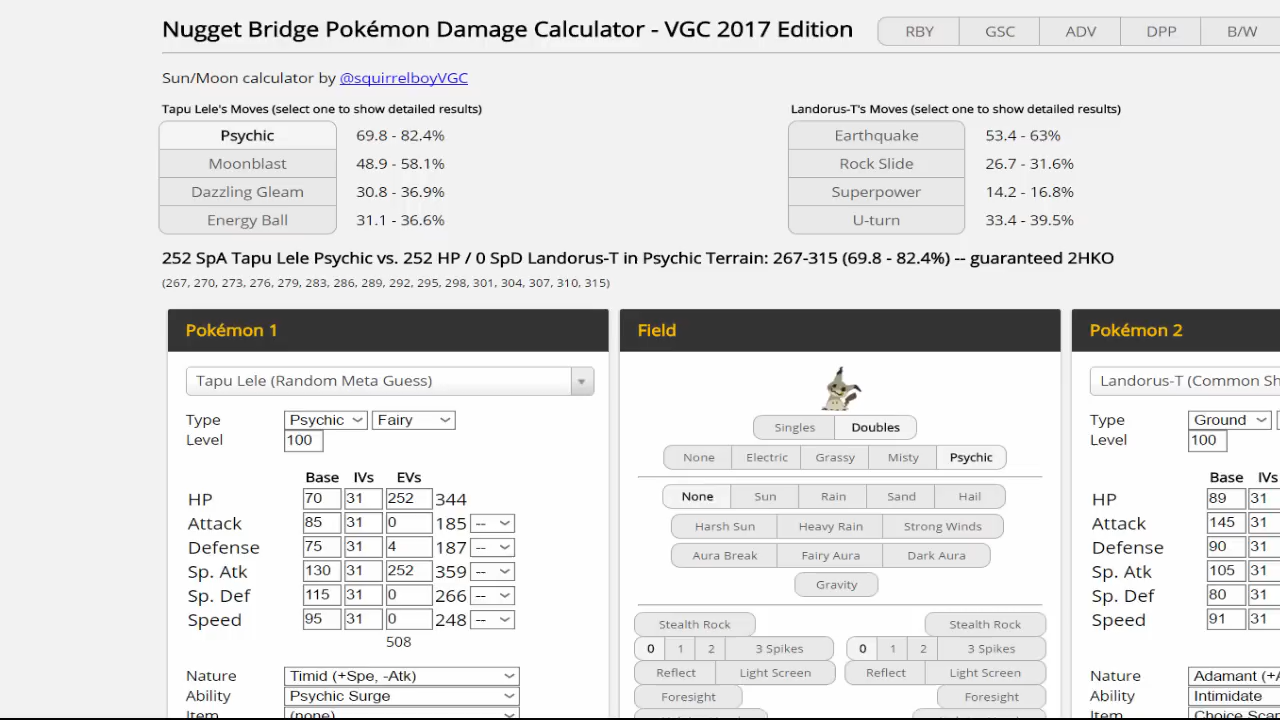 Nugget Bridge Pokémon Damage Calculator - VGC 2017 Edition RBY GSC ADV DPP B/W
Sun/Moon calculator by @squirrelboyVGC
Tapu Lele's Moves (select one to show detailed results) Landorus-T's Moves (select one to show detailed results)
Psychic 69.8 - 82.4% Earthquake 53.4 - 63%
Moonblast 48.9 - 58.1% Rock Slide 26.7 - 31.6%
Dazzling Gleam 30.8 - 36.9% Superpower 14.2 - 16.8%
Energy Ball 31.1 - 36.6% U-turn 33.4 - 39.5%
252 SpA Tapu Lele Psychic vs. 252 HP / 0 SpD Landorus-T in Psychic Terrain: 267-315 (69.8 - 82.4%) -- guaranteed 2HKO
(267, 270, 273, 276, 279, 283, 286, 289, 292, 295, 298, 301, 304, 307, 310, 315)
Pokémon 1
Tapu Lele (Random Meta Guess)
Type Psychic Fairy
Level 100
Base IVs EVs
HP 70 31 252 344
Attack 85 31 0 185 --
Defense 75 31 4 187 --
Sp. Atk 130 31 252 359 --
Sp. Def 115 31 0 266 --
Speed 95 31 0 248 --
508
Nature Timid (+Spe, -Atk)
Ability Psychic Surge
Item (none)
Field
Singles Doubles
None Electric Grassy Misty Psychic
None Sun Rain Sand Hail
Harsh Sun Heavy Rain Strong Winds
Aura Break Fairy Aura Dark Aura
Gravity
Stealth Rock Stealth Rock
0 1 2 3 Spikes 0 1 2 3 Spikes
Reflect Light Screen Reflect Light Screen
Foresight Foresight
Pokémon 2
Landorus-T (Common Sh
Type Ground
Level 100
Base IVs
HP 89 31
Attack 145 31
Defense 90 31
Sp. Atk 105 31
Sp. Def 80 31
Speed 91 31
Nature Adamant (+A
Ability Intimidate
Item Choice Scar